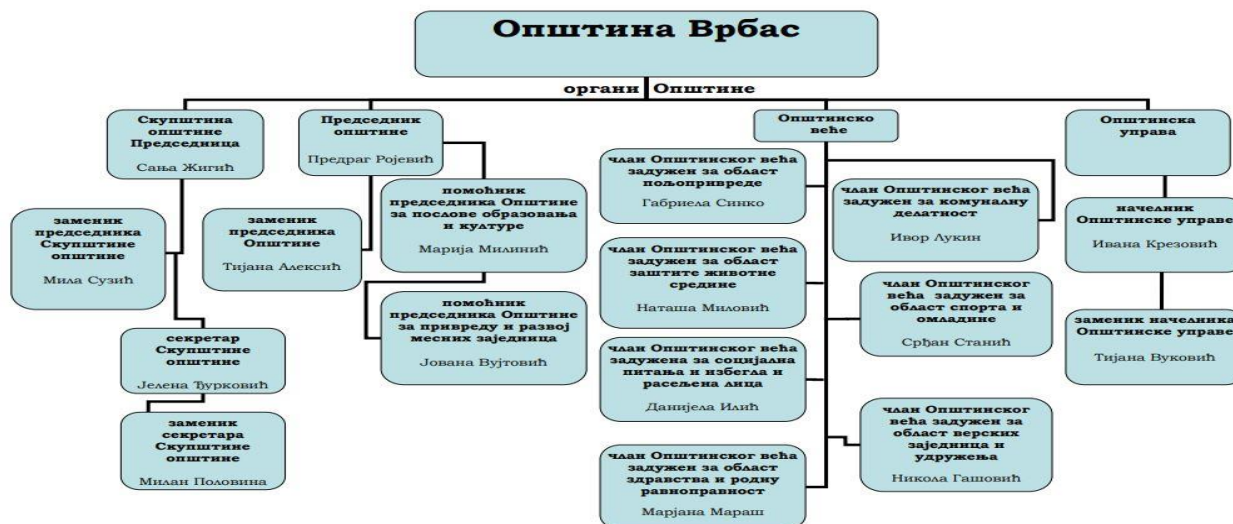 Општина Врбас
органи Општине
Скупштина
општине
Председница
Сања Жигић
заменик
председника
Скупштине
општине
Мила Сузић
секретар
Скупштине
општине
Јелена Ђурковић
заменик
секретара
Скупштине
општине
Милан Половина
Председник
општине
Предраг Ројевић
заменик
председника
Општине
Тијана Алексић
помоћник
председника Општине
за послове образовања
и културе
Марија Милинић
помоћник
председника Општине
за привреду и развој
месних заједница
Јована Вујтовић
Општинско
веће
члан Општинског већа
задужен за област
пољопривреде
Габриела Синко
члан Општинског већа
задужен за област
заштите животне
средине
Наташа Миловић
члан Општинског већа
задужена за социјална
питања и избегла и
расељена лица
Данијела Илић
члан Општинског већа
задужен за област
здравства и родну
равноправност
Марјана Мараш
члан Општинског већа
задужен за комуналну
делатност
Ивор Лукин
члан Општинског
већа задужен за
област спорта и
омладине
Срђан Станић
члан Општинског
већа задужен за
област верских
заједница и
удружења
Никола Гашовић
Општинска
управа
начелник
Општинске управе
Ивана Крезовић
заменик начелника
Општинске управе
Тијана Вуковић